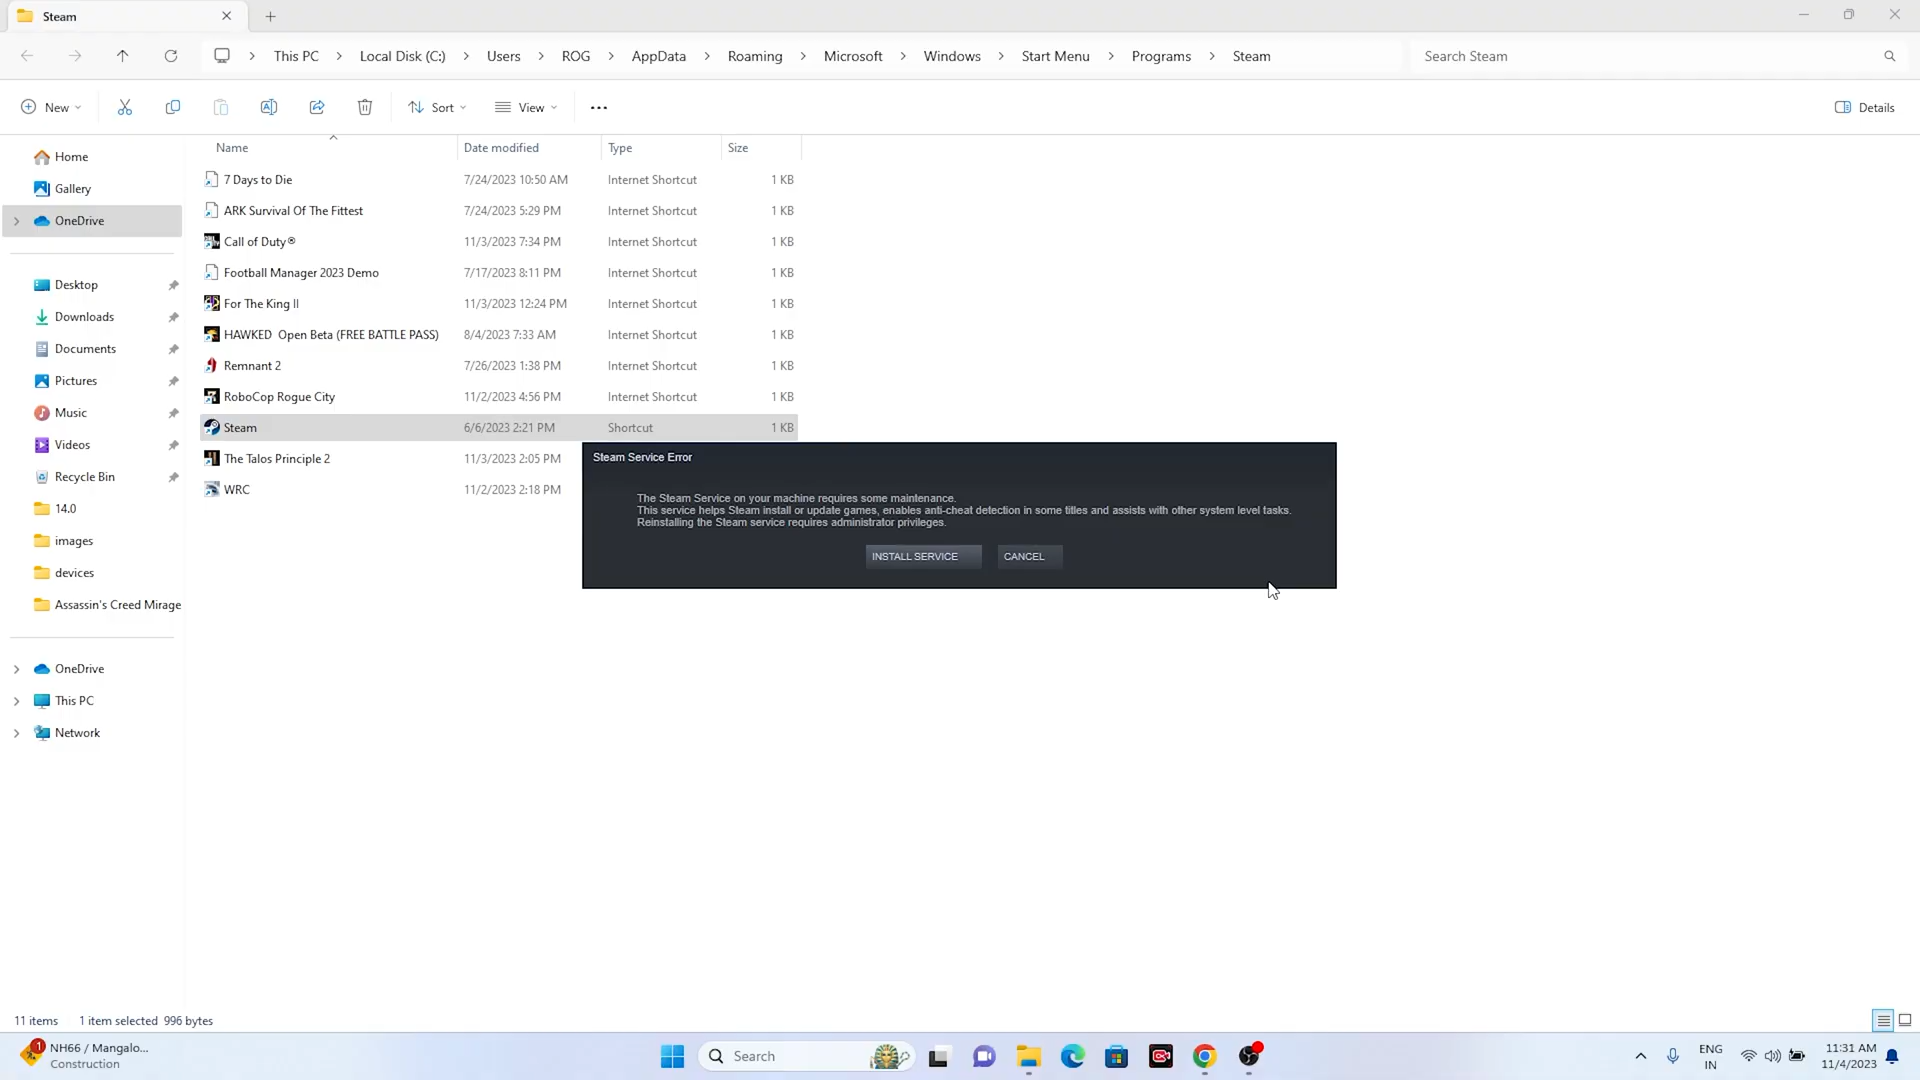 Steam
This PC
Local Disk (C:)
Users
ROG
AppData
Roaming
Microsoft
Windows
Start Menu
Programs
Steam
Search Steam
New
Sort
View
Details
Name Date modified Type Size
Home
Gallery
OneDrive
Desktop
Downloads
Documents
Pictures
Music
Videos
Recycle Bin
14.0
images
devices
Assassin's Creed Mirage
OneDrive
This PC
Network
7 Days to Die 7/24/2023 10:50 AM Internet Shortcut 1 KB
ARK Survival Of The Fittest 7/24/2023 5:29 PM Internet Shortcut 1 KB
Call of Duty® 11/3/2023 7:34 PM Internet Shortcut 1 KB
Football Manager 2023 Demo 7/17/2023 8:11 PM Internet Shortcut 1 KB
For The King II 11/3/2023 12:24 PM Internet Shortcut 1 KB
HAWKED Open Beta (FREE BATTLE PASS) 8/4/2023 7:33 AM Internet Shortcut 1 KB
Remnant 2 7/26/2023 1:38 PM Internet Shortcut 1 KB
RoboCop Rogue City 11/2/2023 4:56 PM Internet Shortcut 1 KB
Steam 6/6/2023 2:21 PM Shortcut 1 KB
The Talos Principle 2 11/3/2023 2:05 PM
WRC 11/2/2023 2:18 PM
Steam Service Error
The Steam Service on your machine requires some maintenance.
This service helps Steam install or update games, enables anti-cheat detection in some titles and assists with other system level tasks.
Reinstalling the Steam service requires administrator privileges.
INSTALL SERVICE
CANCEL
11 items 1 item selected 996 bytes
1
NH66 / Mangalo...
Construction
Search
ENG
IN
11:31 AM
11/4/2023